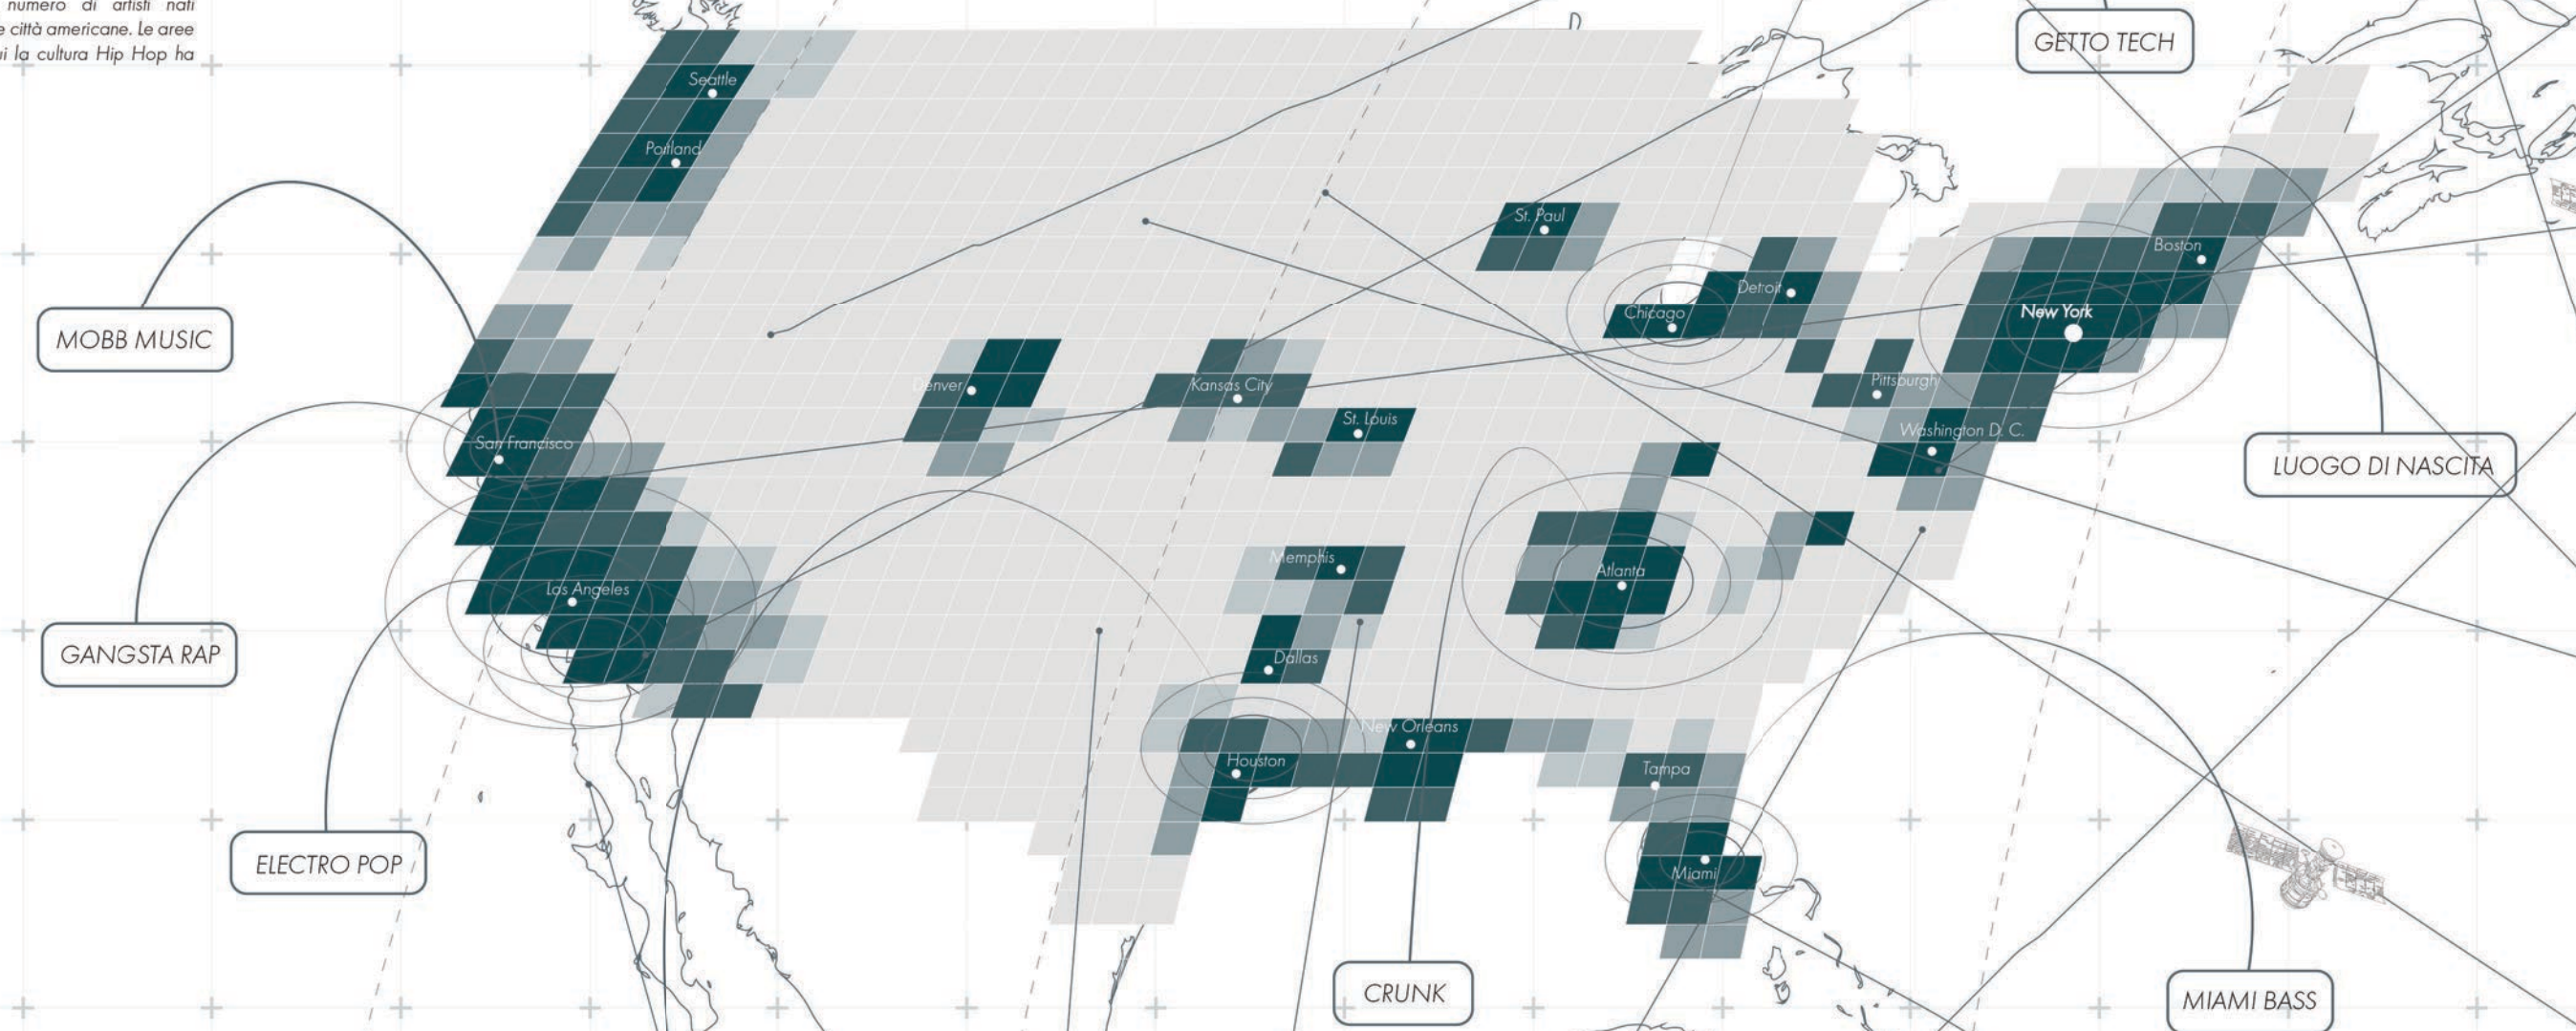 numero di artisti nati
e città americane. Le aree
ui la cultura Hip Hop ha
GETTO TECH
Seattle
Portland
St. Paul
Boston
Detroit
Chicago
New York
MOBB MUSIC
Denver
Kansas City
Pittsburgh
St. Louis
Washington D. C.
San Francisco
LUOGO DI NASCITA
Memphis
Atlanta
Los Angeles
GANGSTA RAP
Dallas
New Orleans
Houston
Tampa
ELECTRO POP
Miami
CRUNK
MIAMI BASS